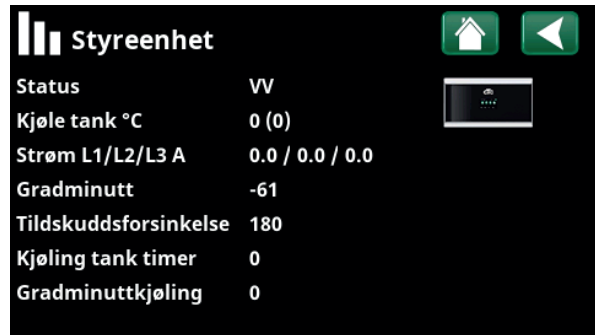 Styreenhet
Status VV
Kjøle tank °C 0 (0)
Strøm L1/L2/L3 A 0.0 / 0.0 / 0.0
Gradminutt -61
Tildskuddsforsinkelse 180
Kjøling tank timer 0
Gradminuttkjøling 0